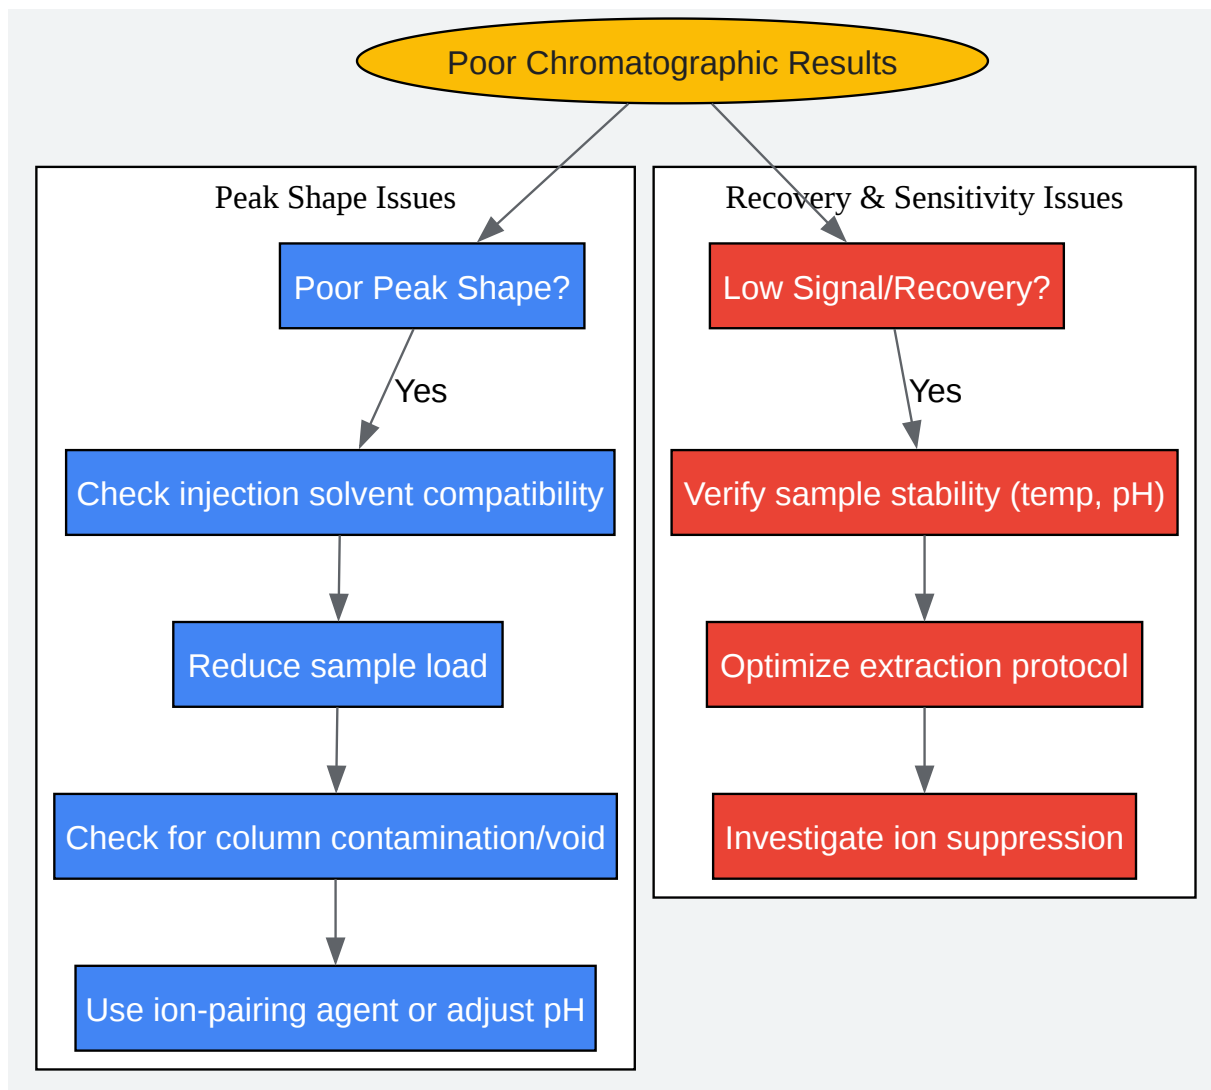 Poor Chromatographic Results
Peak Shape Issues
Poor Peak Shape?
Yes
Check injection solvent compatibility
Reduce sample load
Check for column contamination/void
Use ion-pairing agent or adjust pH
Recovery & Sensitivity Issues
Low Signal/Recovery?
Yes
Verify sample stability (temp, pH)
Optimize extraction protocol
Investigate ion suppression